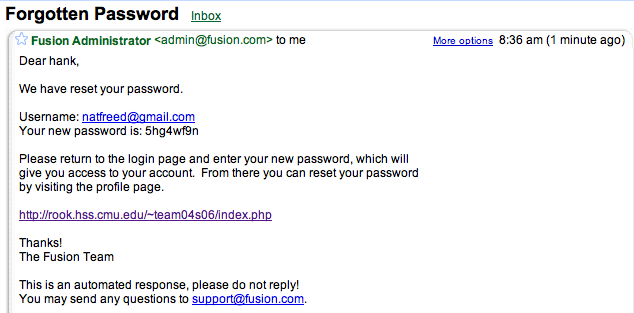 Forgotten Password Inbox
Fusion Administrator <admin@fusion.com> to me More options 8:36 am (1 minute ago)
Dear hank,
We have reset your password.
Username: natfreed@gmail.com
Your new password is: 5hg4wf9n
Please return to the login page and enter your new password, which will
give you access to your account. From there you can reset your password
by visiting the profile page.
http://rook.hss.cmu.edu/~team04s06/index.php
Thanks!
The Fusion Team
This is an automated response, please do not reply!
You may send any questions to support@fusion.com.